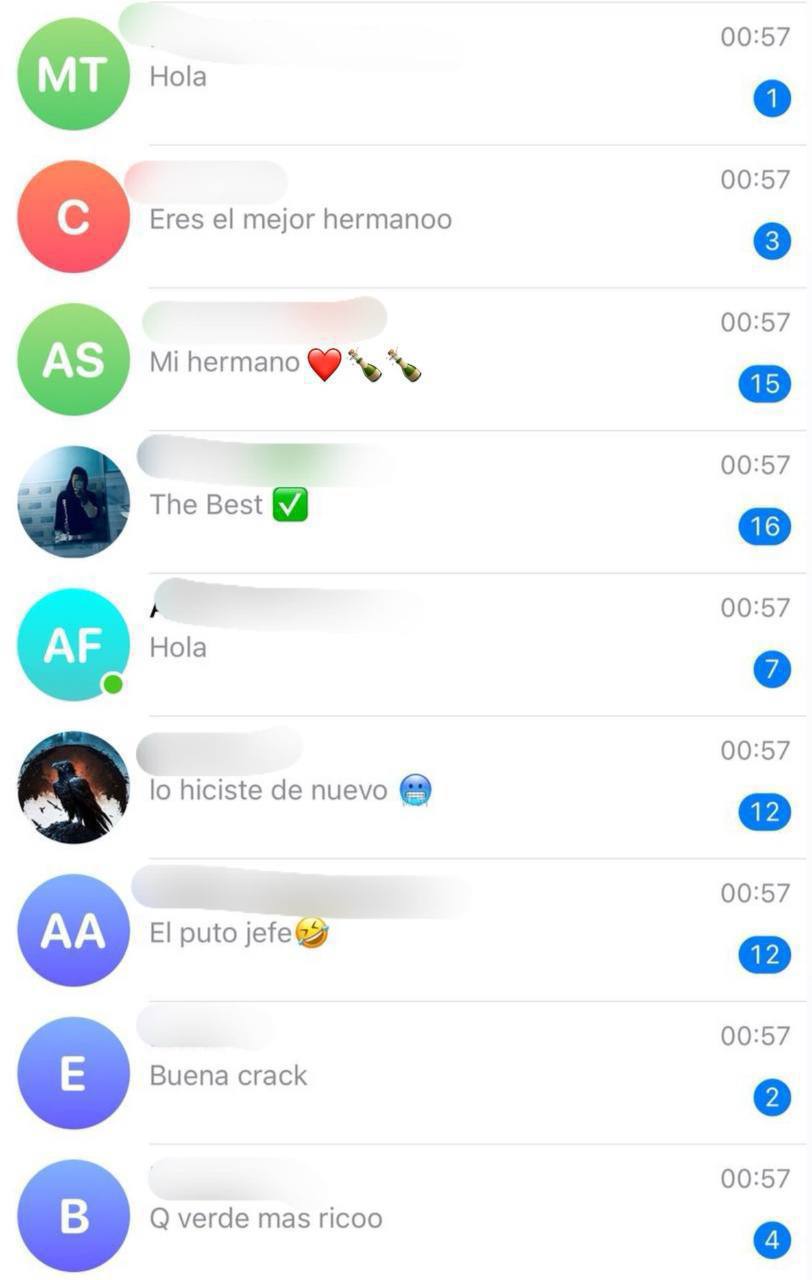 00:57
MT
Hola
1
00:57
C
Eres el mejor hermanoo
3
00:57
AS
Mi hermano ❤️🍾🍾
15
00:57
The Best ✅
16
00:57
AF
Hola
7
00:57
lo hiciste de nuevo 🥶
12
00:57
AA
El puto jefe🤣
12
00:57
E
Buena crack
2
00:57
B
Q verde mas ricoo
4